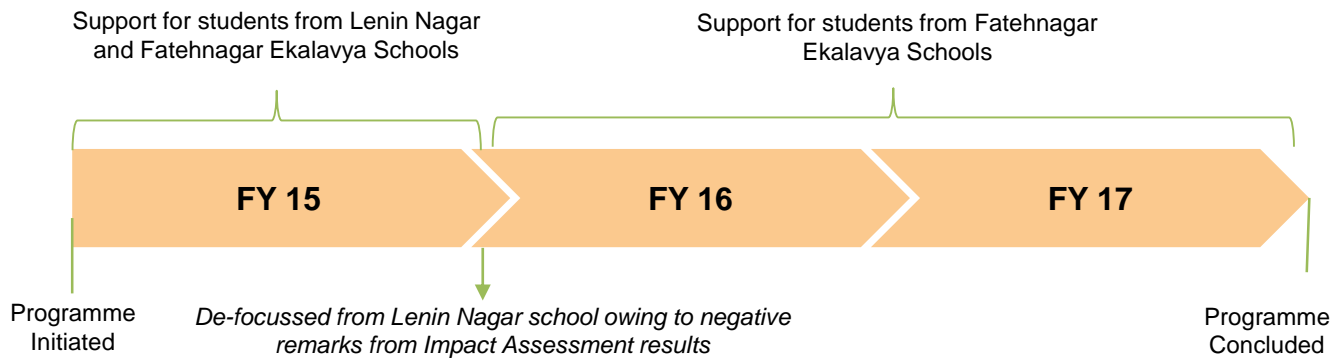 Support for students from Lenin Nagar
and Fatehnagar Ekalavya Schools
Support for students from Fatehnagar
Ekalavya Schools
FY 15
FY 16
FY 17
Programme
Initiated
De-focussed from Lenin Nagar school owing to negative
remarks from Impact Assessment results
Programme
Concluded